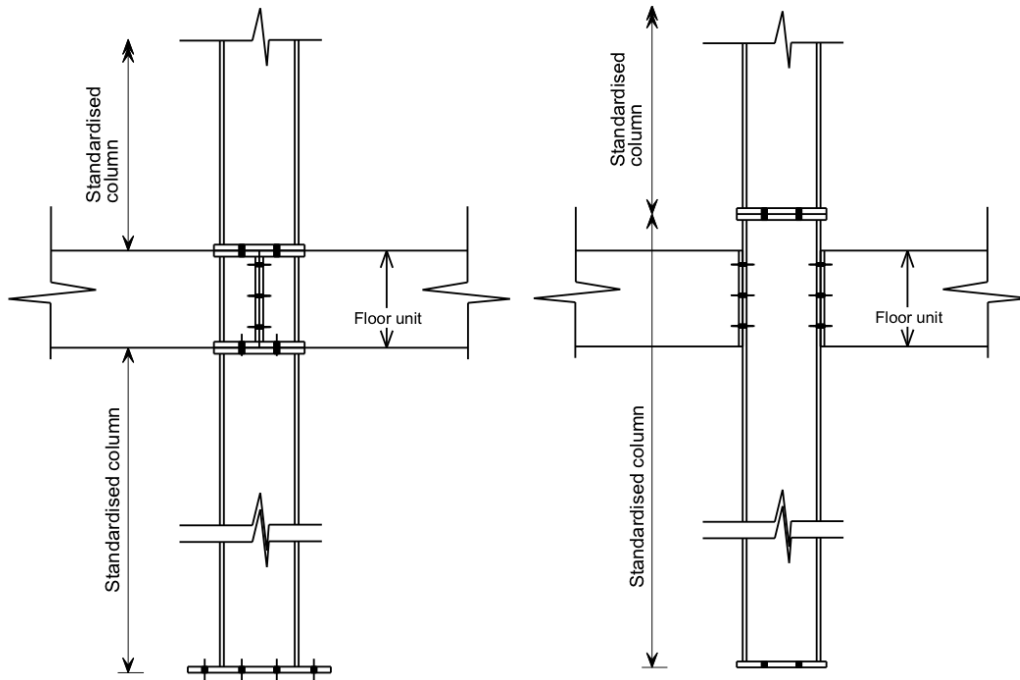 Standardised
column
Floor unit
Standardised column
Standardised
column
Floor unit
Standardised column